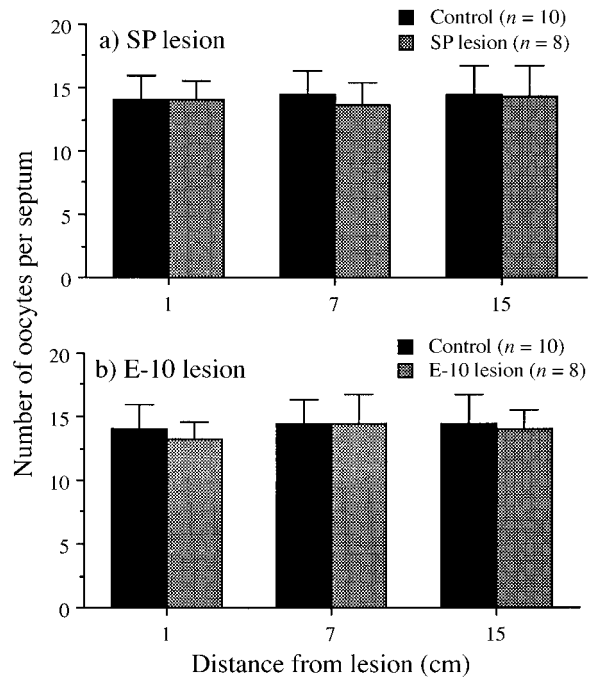 a) SP lesion
Control (n = 10)
SP lesion (n = 8)
20
15
10
5
0
1 7 15
Number of oocytes per septum
b) E-10 lesion
Control (n = 10)
E-10 lesion (n = 8)
20
15
10
5
0
1 7 15
Distance from lesion (cm)